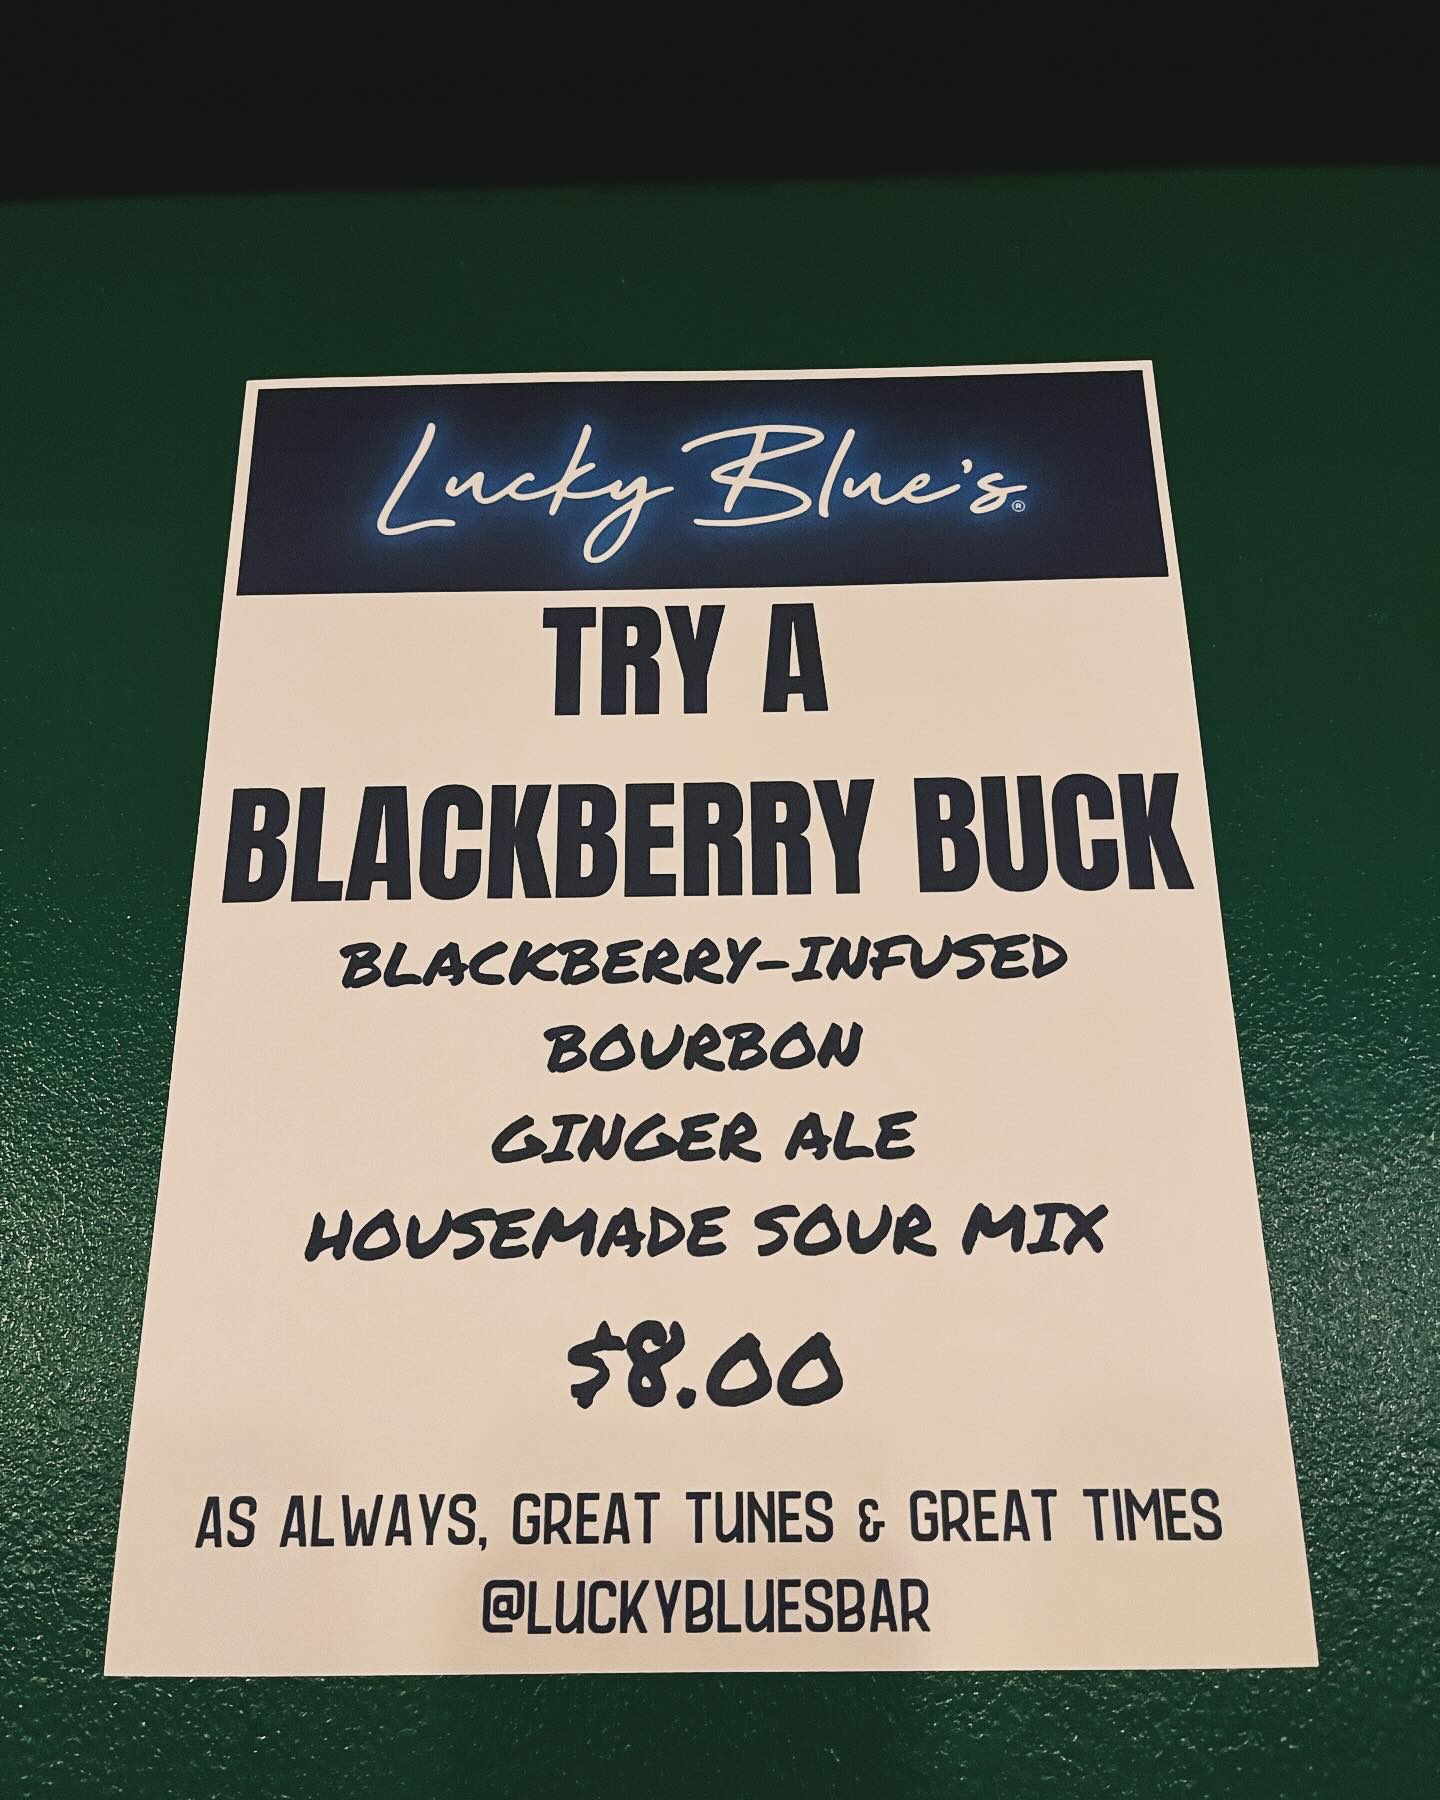 Lucky Blue's®
TRY A
BLACKBERRY BUCK
BLACKBERRY-INFUSED
BOURBON
GINGER ALE
HOUSEMADE SOUR MIX
$8.00
AS ALWAYS, GREAT TUNES & GREAT TIMES
@LUCKYBLUESBAR